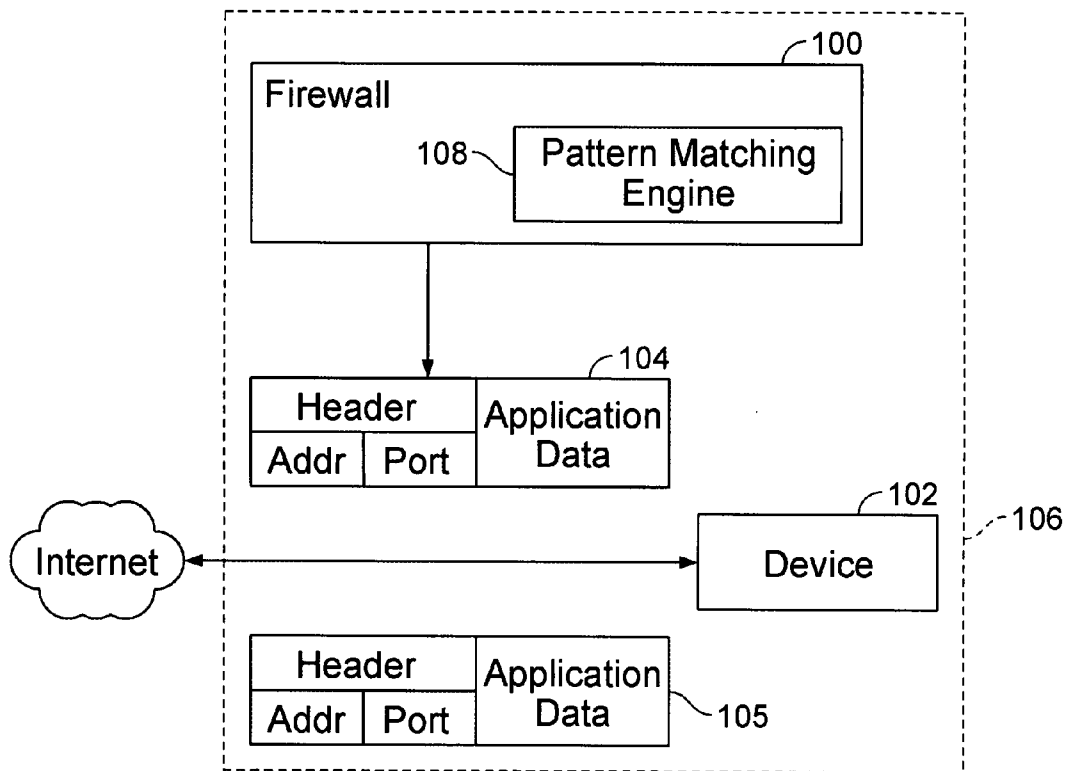 100
Firewall
108
Pattern Matching
Engine
104
Header
Application
Data
Addr
Port
102
106
Internet
Device
Header
Application
Data
Addr
Port
105